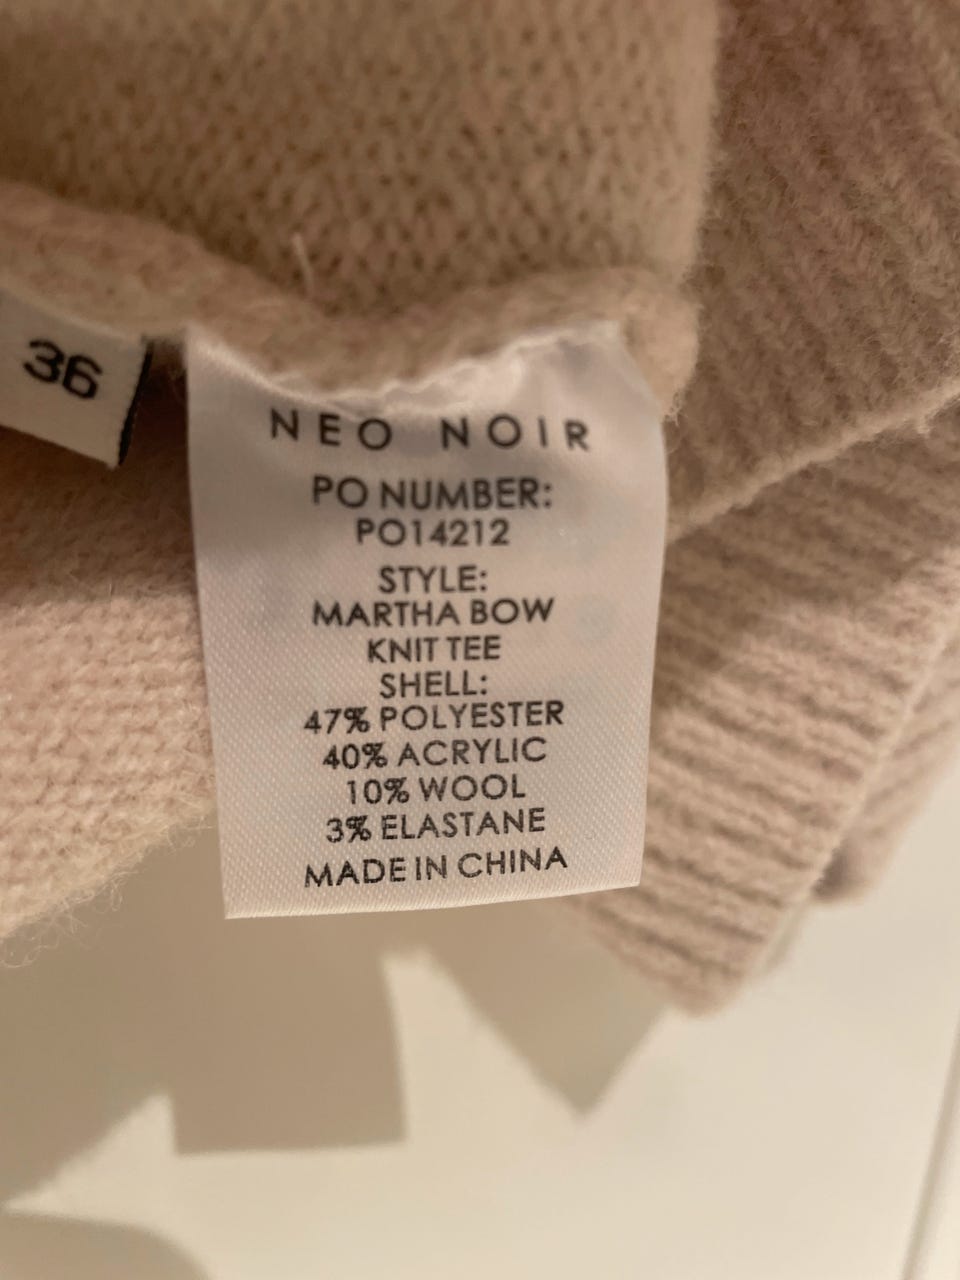 36
NEO NOIR
PO NUMBER:
PO14212
STYLE:
MARTHA BOW
KNIT TEE
SHELL:
47% POLYESTER
40% ACRYLIC
10% WOOL
3% ELASTANE
MADE IN CHINA